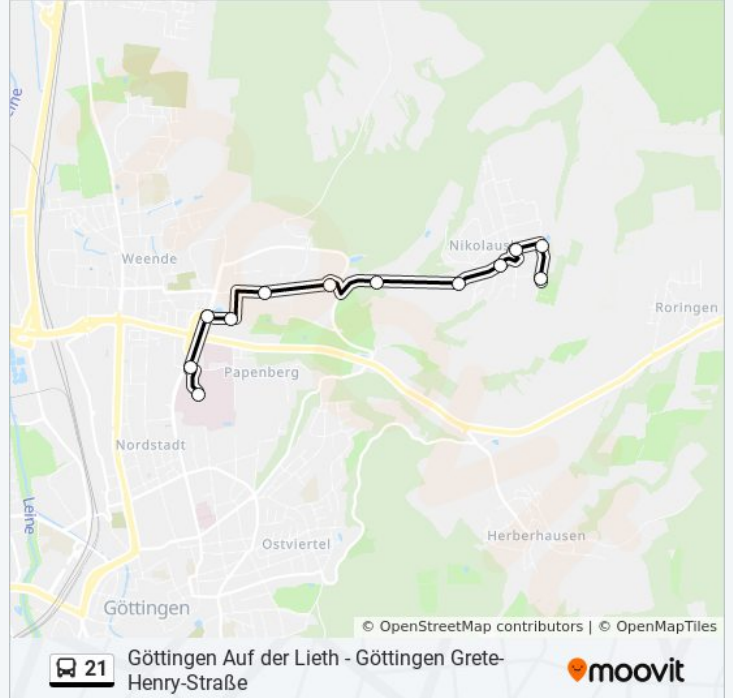 ine
Weende
Nikolaus
Roringen
Papenberg
Nordstadt
Leine
Ostviertel
Herberhausen
Göttingen
© OpenStreetMap contributors | © OpenMapTiles
21
Göttingen Auf der Lieth - Göttingen Grete-
Henry-Straße
moovit